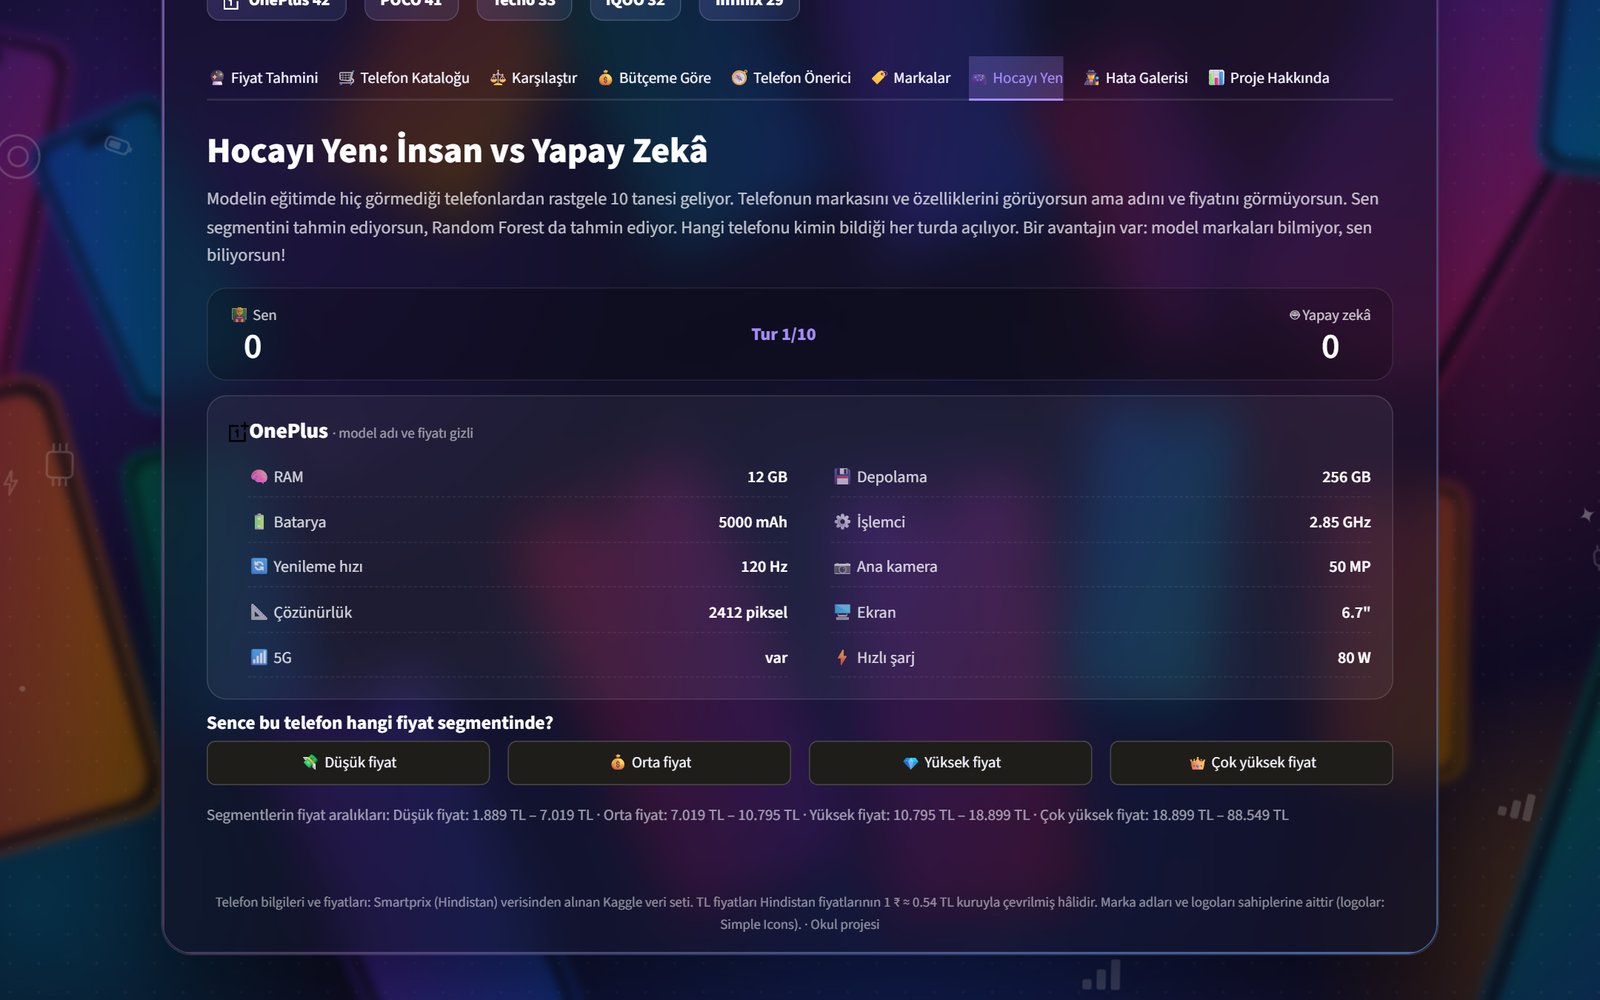 OnePlus 42 POCO 41 Tecno 33 iQOO 32 Infinix 29
Fiyat Tahmini Telefon Kataloğu Karşılaştır Bütçeme Göre Telefon Önerici Markalar Hocayı Yen Hata Galerisi Proje Hakkında
Hocayı Yen: İnsan vs Yapay Zekâ
Modelin eğitimde hiç görmediği telefonlardan rastgele 10 tanesi geliyor. Telefonun markasını ve özelliklerini görüyorsun ama adını ve fiyatını görmüyorsun. Sen
segmentini tahmin ediyorsun, Random Forest da tahmin ediyor. Hangi telefonu kimin bildiği her turda açılıyor. Bir avantajın var: model markaları bilmiyor, sen
biliyorsun!
Sen
0
Tur 1/10
Yapay zekâ
0
OnePlus · model adı ve fiyatı gizli
RAM 12 GB Depolama 256 GB
Batarya 5000 mAh İşlemci 2.85 GHz
Yenileme hızı 120 Hz Ana kamera 50 MP
Çözünürlük 2412 piksel Ekran 6.7"
5G var Hızlı şarj 80 W
Sence bu telefon hangi fiyat segmentinde?
Düşük fiyat Orta fiyat Yüksek fiyat Çok yüksek fiyat
Segmentlerin fiyat aralıkları: Düşük fiyat: 1.889 TL – 7.019 TL · Orta fiyat: 7.019 TL – 10.795 TL · Yüksek fiyat: 10.795 TL – 18.899 TL · Çok yüksek fiyat: 18.899 TL – 88.549 TL
Telefon bilgileri ve fiyatları: Smartprix (Hindistan) verisinden alınan Kaggle veri seti. TL fiyatları Hindistan fiyatlarının 1 ₹ ≈ 0.54 TL kuruyla çevrilmiş hâlidir. Marka adları ve logoları sahiplerine aittir (logolar:
Simple Icons). · Okul projesi